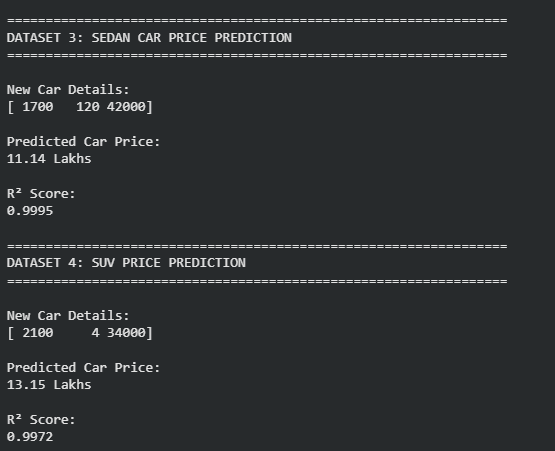 =================================================================
DATASET 3: SEDAN CAR PRICE PREDICTION
=================================================================
New Car Details:
[ 1700   120 42000]
Predicted Car Price:
11.14 Lakhs
R² Score:
0.9995
=================================================================
DATASET 4: SUV PRICE PREDICTION
=================================================================
New Car Details:
[ 2100     4 34000]
Predicted Car Price:
13.15 Lakhs
R² Score:
0.9972